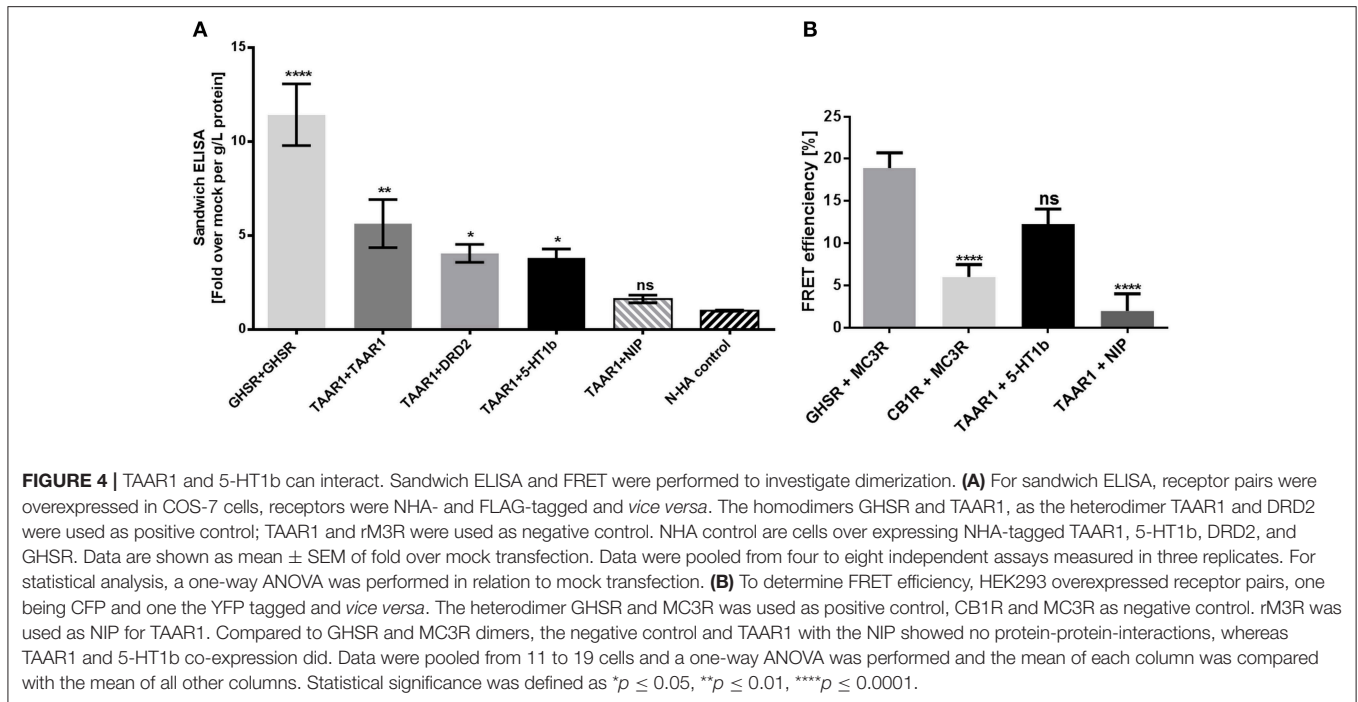 A
Sandwich ELISA
[Fold over mock per g/L protein]
15
10
5
0
****
**
*
*
ns
GHSR+GHSR
TAAR1+TAAR1
TAAR1+DRD2
TAAR1+5-HT1b
TAAR1+NIP
N-HA control
B
FRET effienciency [%]
25
20
15
10
5
0
****
ns
****
GHSR + MC3R
CB1R + MC3R
TAAR1 + 5-HT1b
TAAR1 + NIP
FIGURE 4 | TAAR1 and 5-HT1b can interact. Sandwich ELISA and FRET were performed to investigate dimerization. (A) For sandwich ELISA, receptor pairs were
overexpressed in COS-7 cells, receptors were NHA- and FLAG-tagged and vice versa. The homodimers GHSR and TAAR1, as the heterodimer TAAR1 and DRD2
were used as positive control; TAAR1 and rM3R were used as negative control. NHA control are cells over expressing NHA-tagged TAAR1, 5-HT1b, DRD2, and
GHSR. Data are shown as mean ± SEM of fold over mock transfection. Data were pooled from four to eight independent assays measured in three replicates. For
statistical analysis, a one-way ANOVA was performed in relation to mock transfection. (B) To determine FRET efficiency, HEK293 overexpressed receptor pairs, one
being CFP and one the YFP tagged and vice versa. The heterodimer GHSR and MC3R was used as positive control, CB1R and MC3R as negative control. rM3R was
used as NIP for TAAR1. Compared to GHSR and MC3R dimers, the negative control and TAAR1 with the NIP showed no protein-protein-interactions, whereas
TAAR1 and 5-HT1b co-expression did. Data were pooled from 11 to 19 cells and a one-way ANOVA was performed and the mean of each column was compared
with the mean of all other columns. Statistical significance was defined as *p ≤ 0.05, **p ≤ 0.01, ****p ≤ 0.0001.